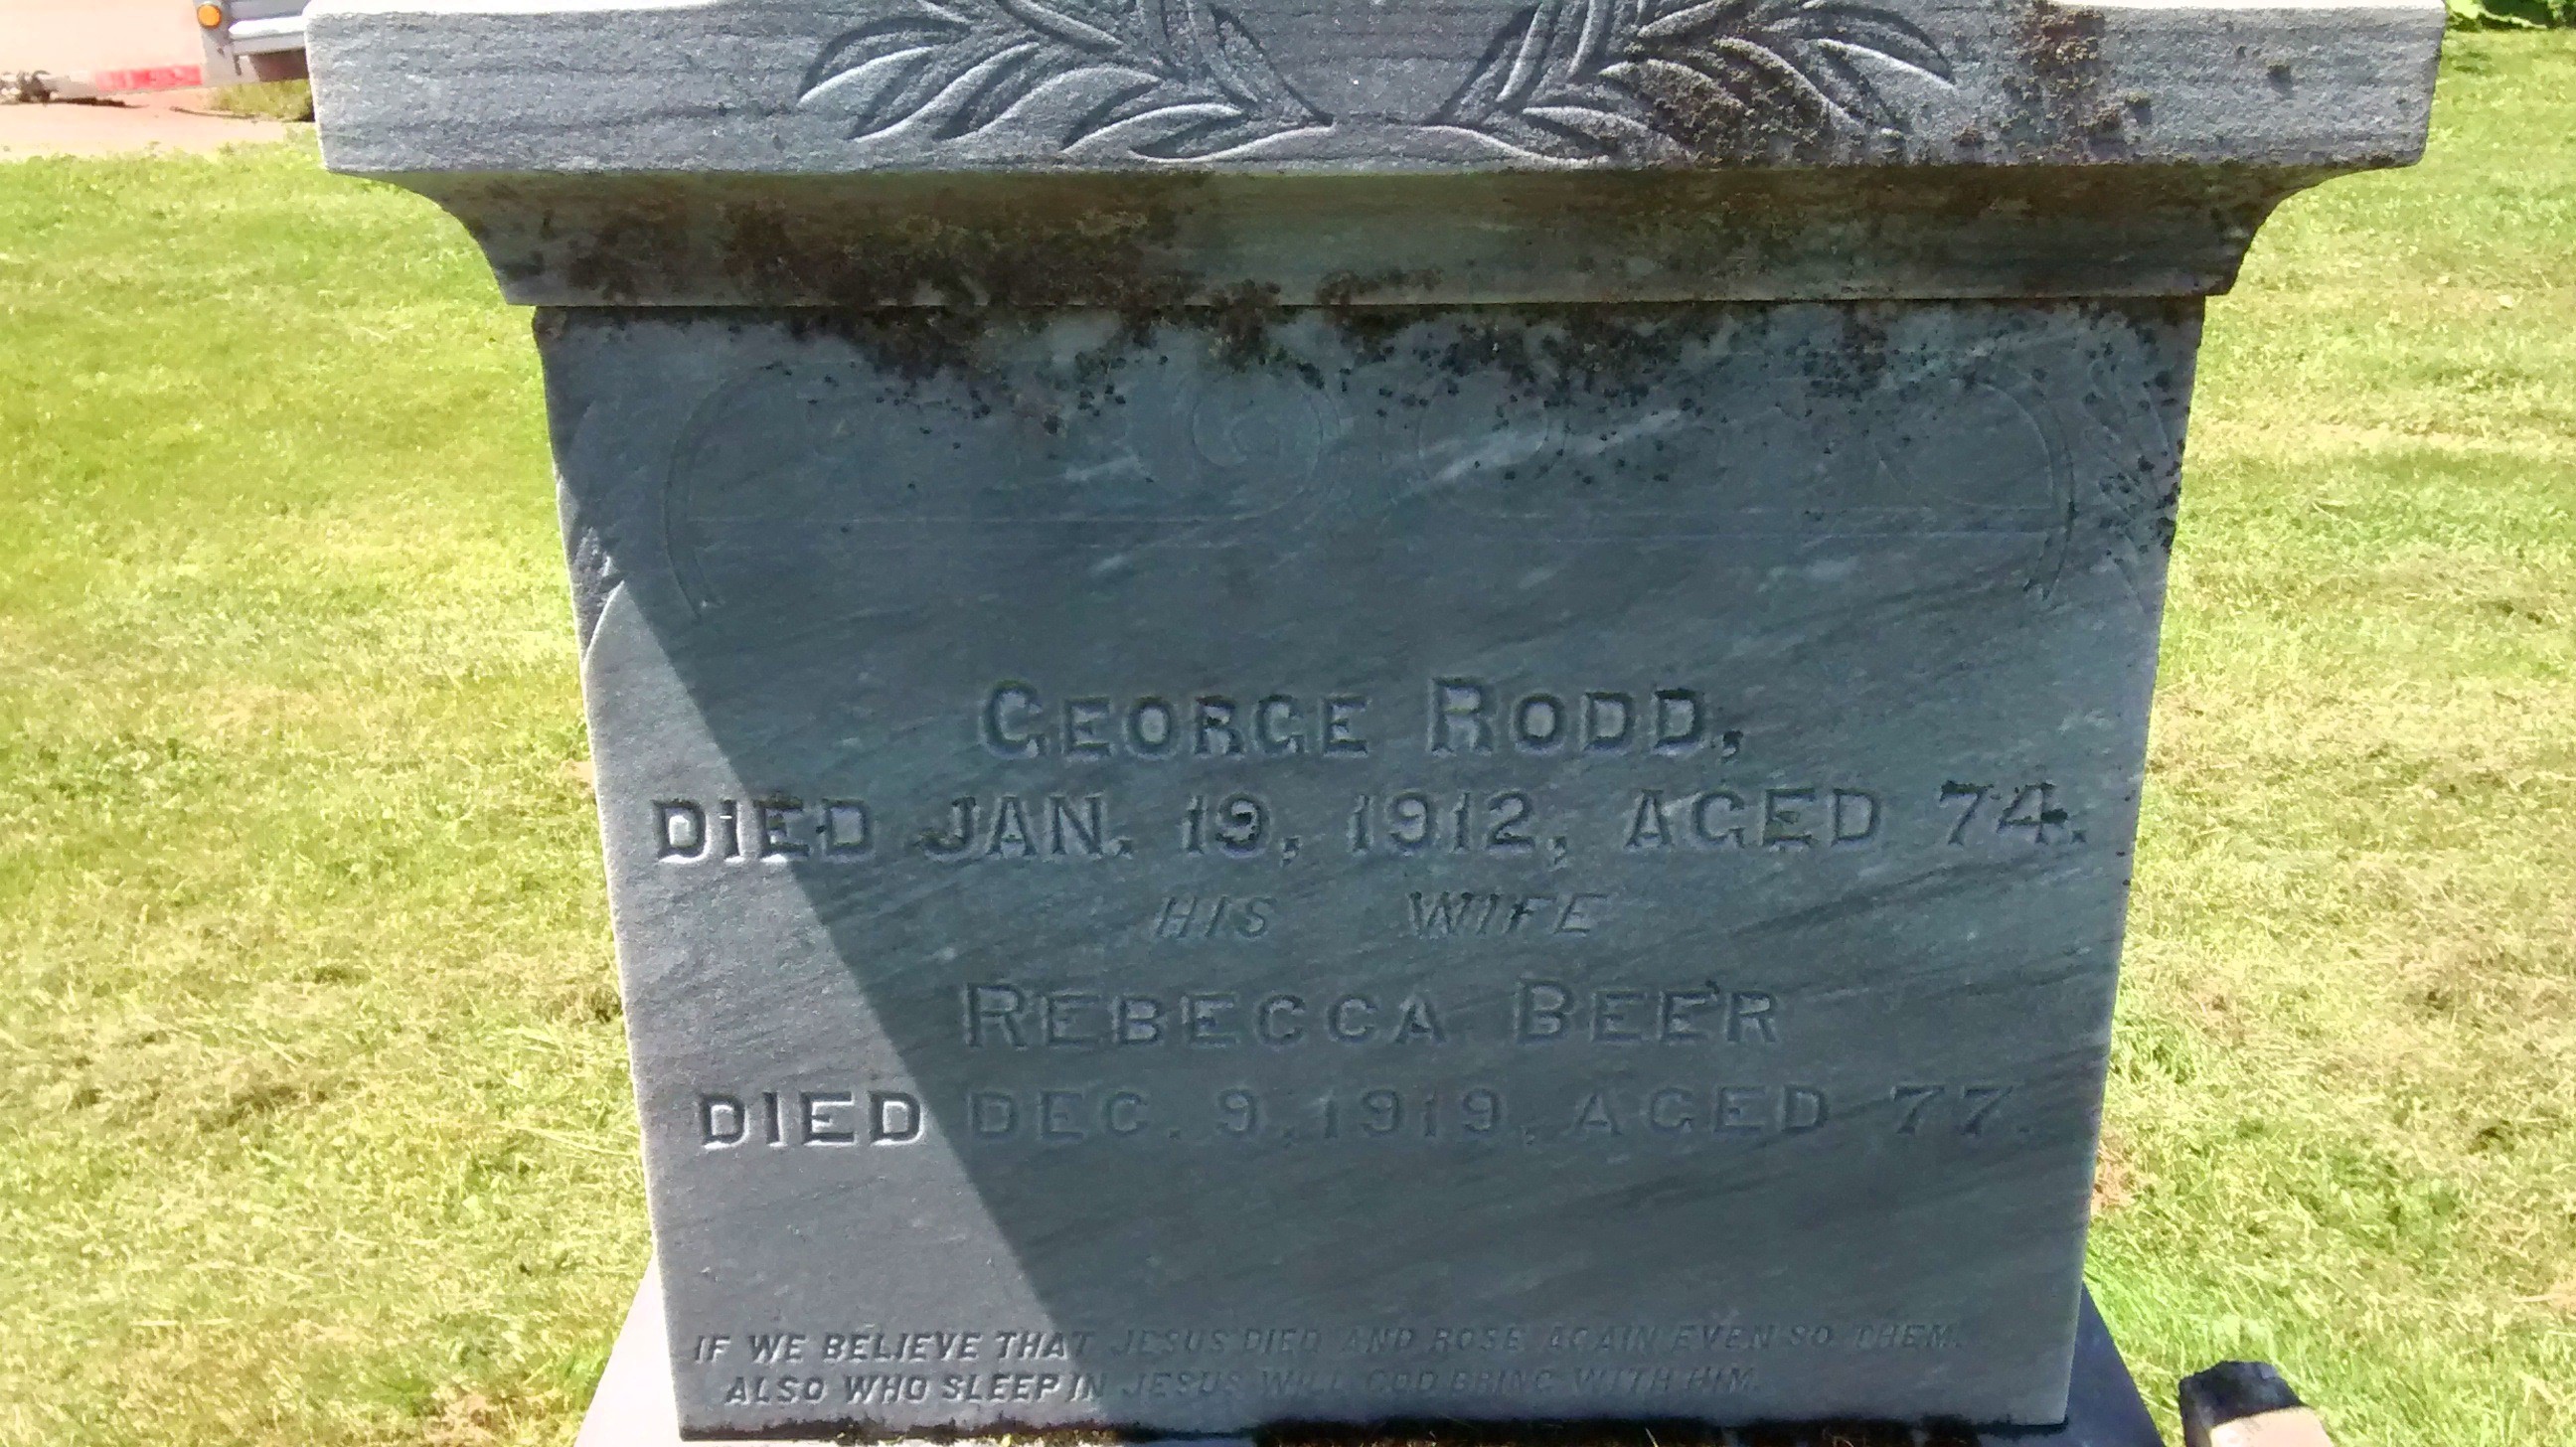 GEORGE RODD,
DIED JAN. 19, 1912, AGED 74.
HIS WIFE
REBECCA BEER
DIED DEC. 9, 1919, AGED 77.
IF WE BELIEVE THAT JESUS DIED AND ROSE AGAIN EVEN SO THEM
ALSO WHO SLEEP IN JESUS WILL GOD BRING WITH HIM.